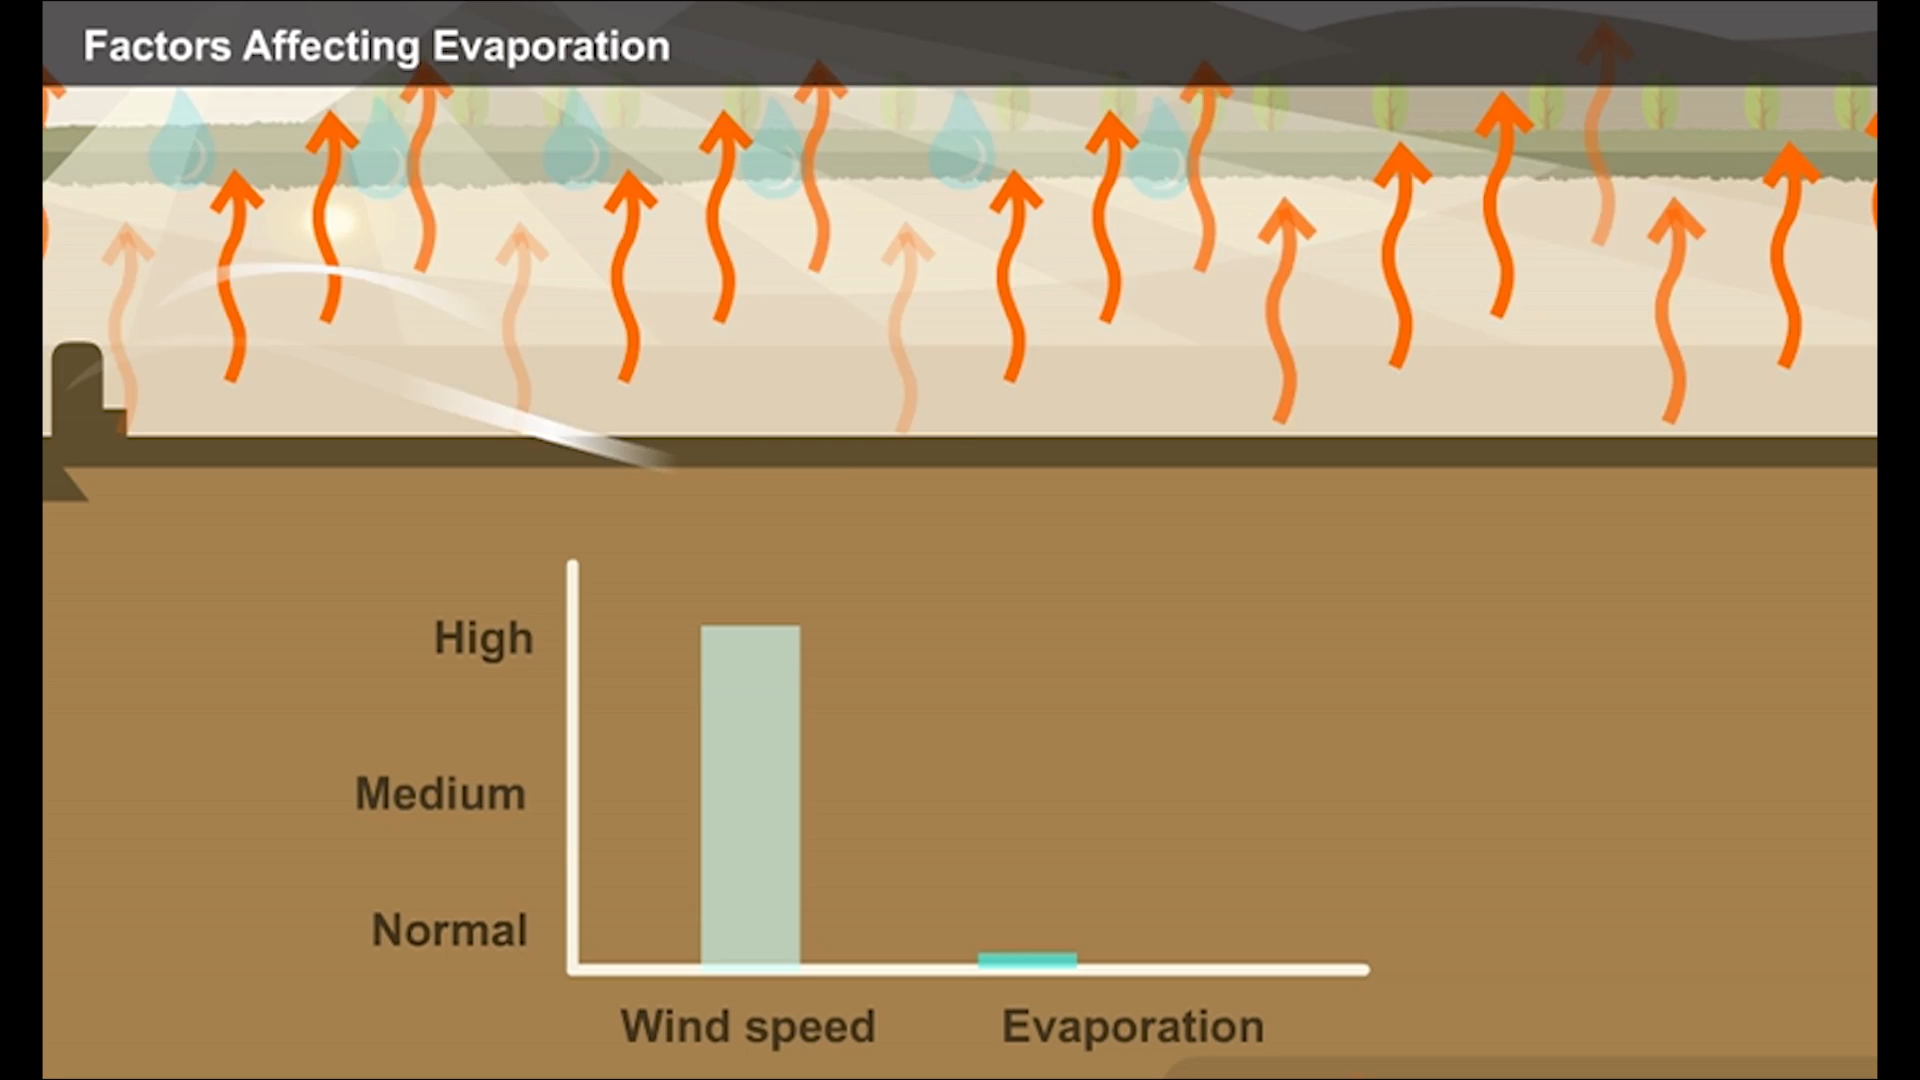 Factors Affecting Evaporation
High
Medium
Normal
Wind speed
Evaporation